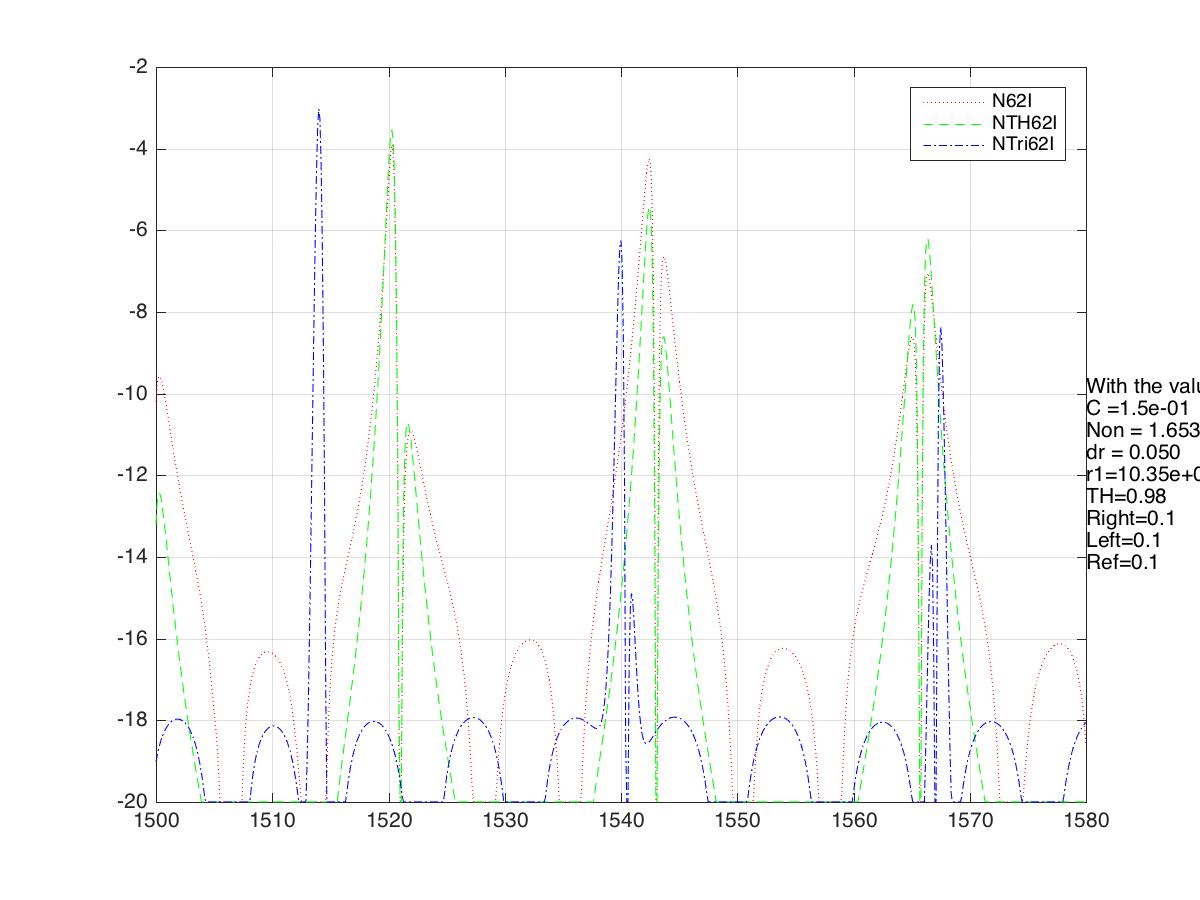 -2
N62I
NTH62I
NTri62I
-4
-6
-8
-10
With the valu
C =1.5e-01
Non = 1.653
dr = 0.050
-12
r1=10.35e+0
TH=0.98
Right=0.1
-14
Left=0.1
Ref=0.1
-16
-18
-20
1500 1510 1520 1530 1540 1550 1560 1570 1580